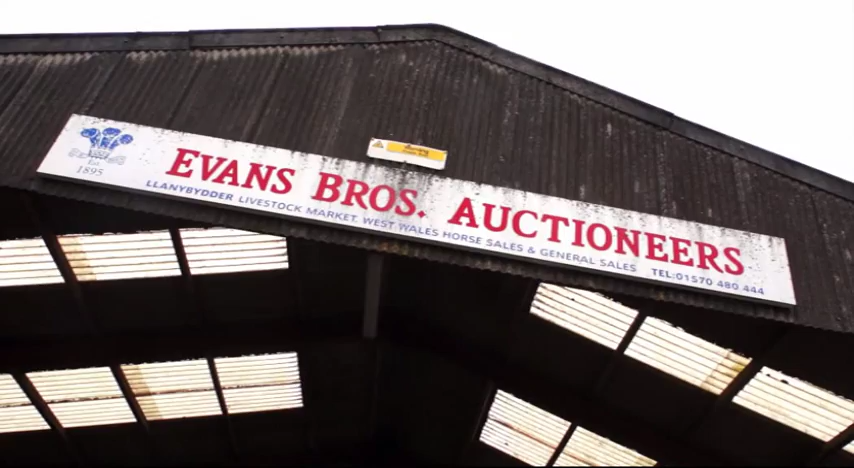 Est
1895
EVANS BROS. AUCTIONEERS
LLANYBYDDER LIVESTOCK MARKET, WEST WALES HORSE SALES & GENERAL SALES TEL:01570 480 444